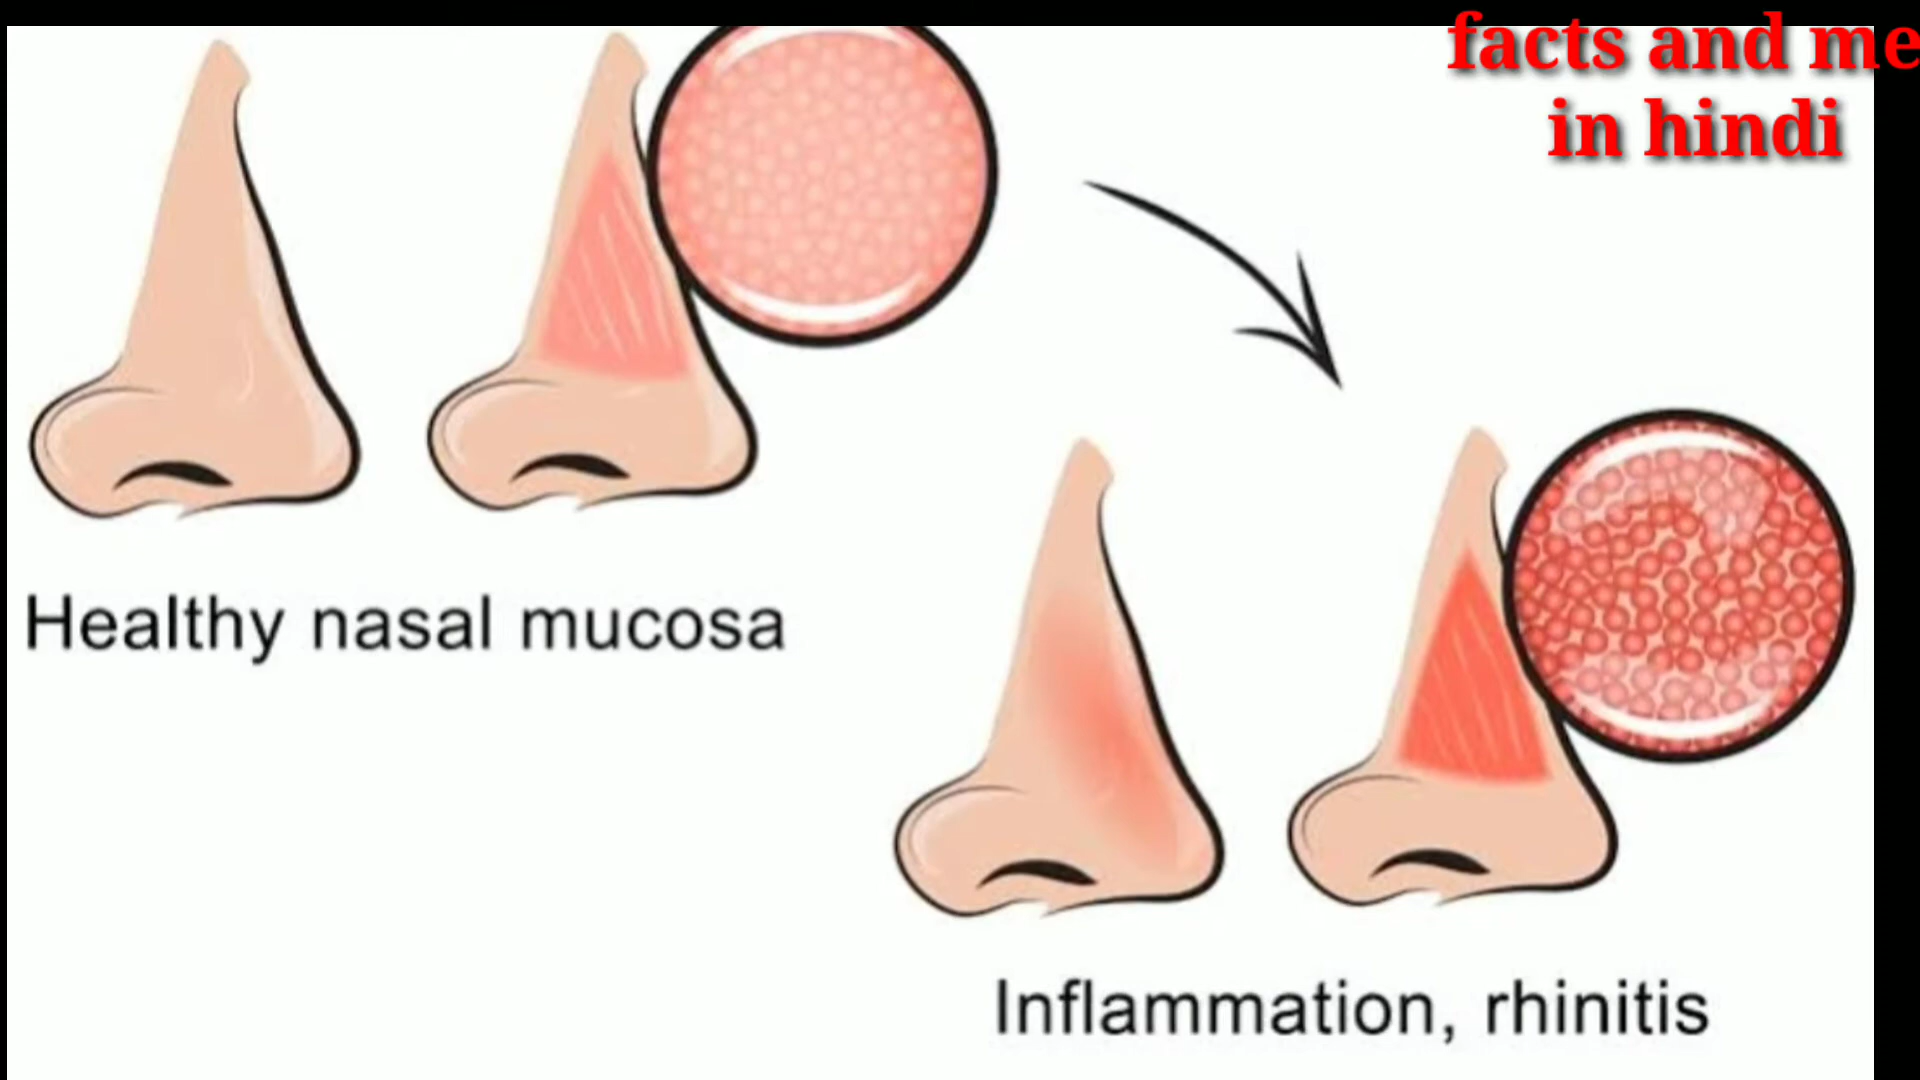 facts and me
in hindi
Healthy nasal mucosa
Inflammation, rhinitis